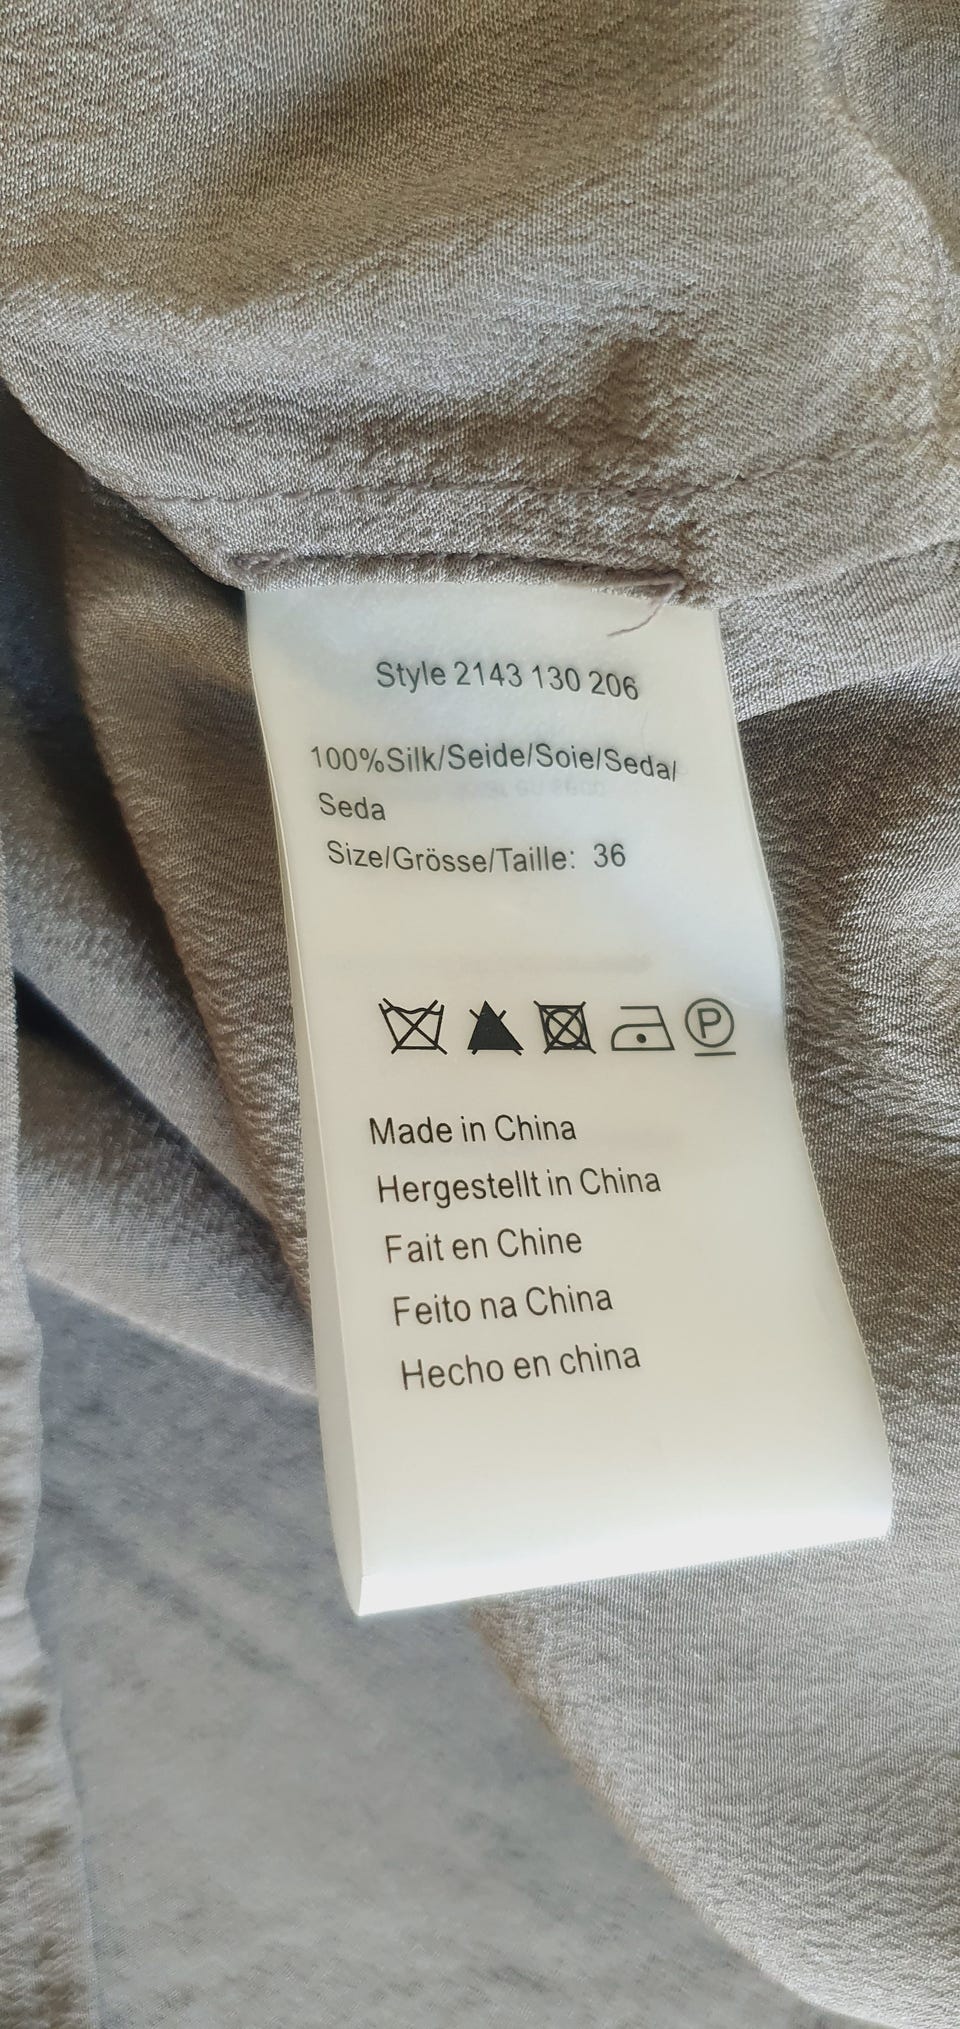 Style 2143 130 206
100%Silk/Seide/Soie/Seda/
Seda
Size/Grösse/Taille: 36
P
Made in China
Hergestellt in China
Fait en Chine
Feito na China
Hecho en china